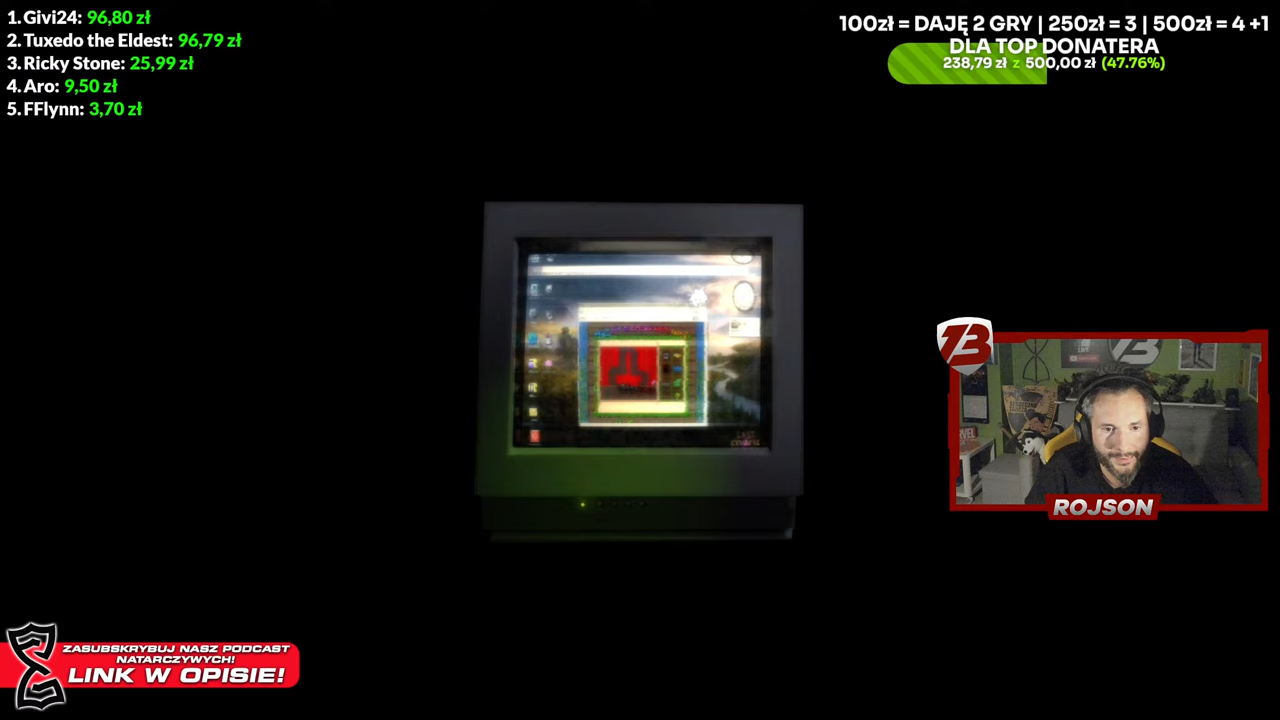 1. Givi24: 96,80 zł
2. Tuxedo the Eldest: 96,79 zł
3. Ricky Stone: 25,99 zł
4. Aro: 9,50 zł
5. FFlynn: 3,70 zł
100zł = DAJĘ 2 GRY | 250zł = 3 | 500zł = 4 +1
DLA TOP DONATERA
238,79 zł z 500,00 zł (47.76%)
ROJSON
ZASUBSKRYBUJ NASZ PODCAST
NATARCZYWYCH!
LINK W OPISIE!